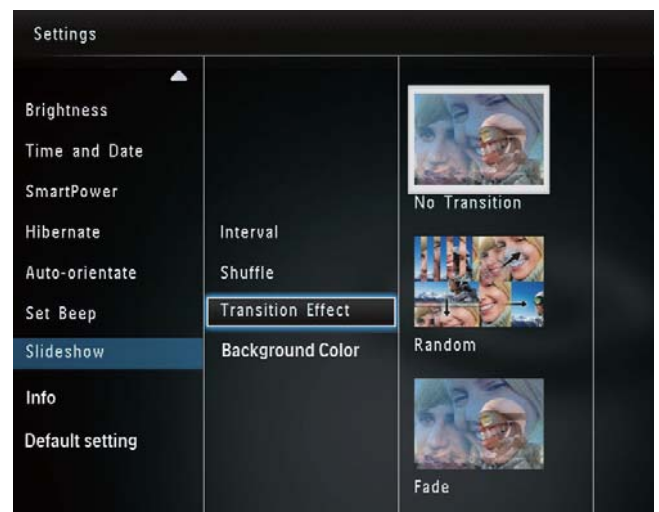 Settings
Brightness
Time and Date
SmartPower
Hibernate
Auto-orientate
Set Beep
Slideshow
Info
Default setting
Interval
Shuffle
Transition Effect
Background Color
No Transition
Random
Fade